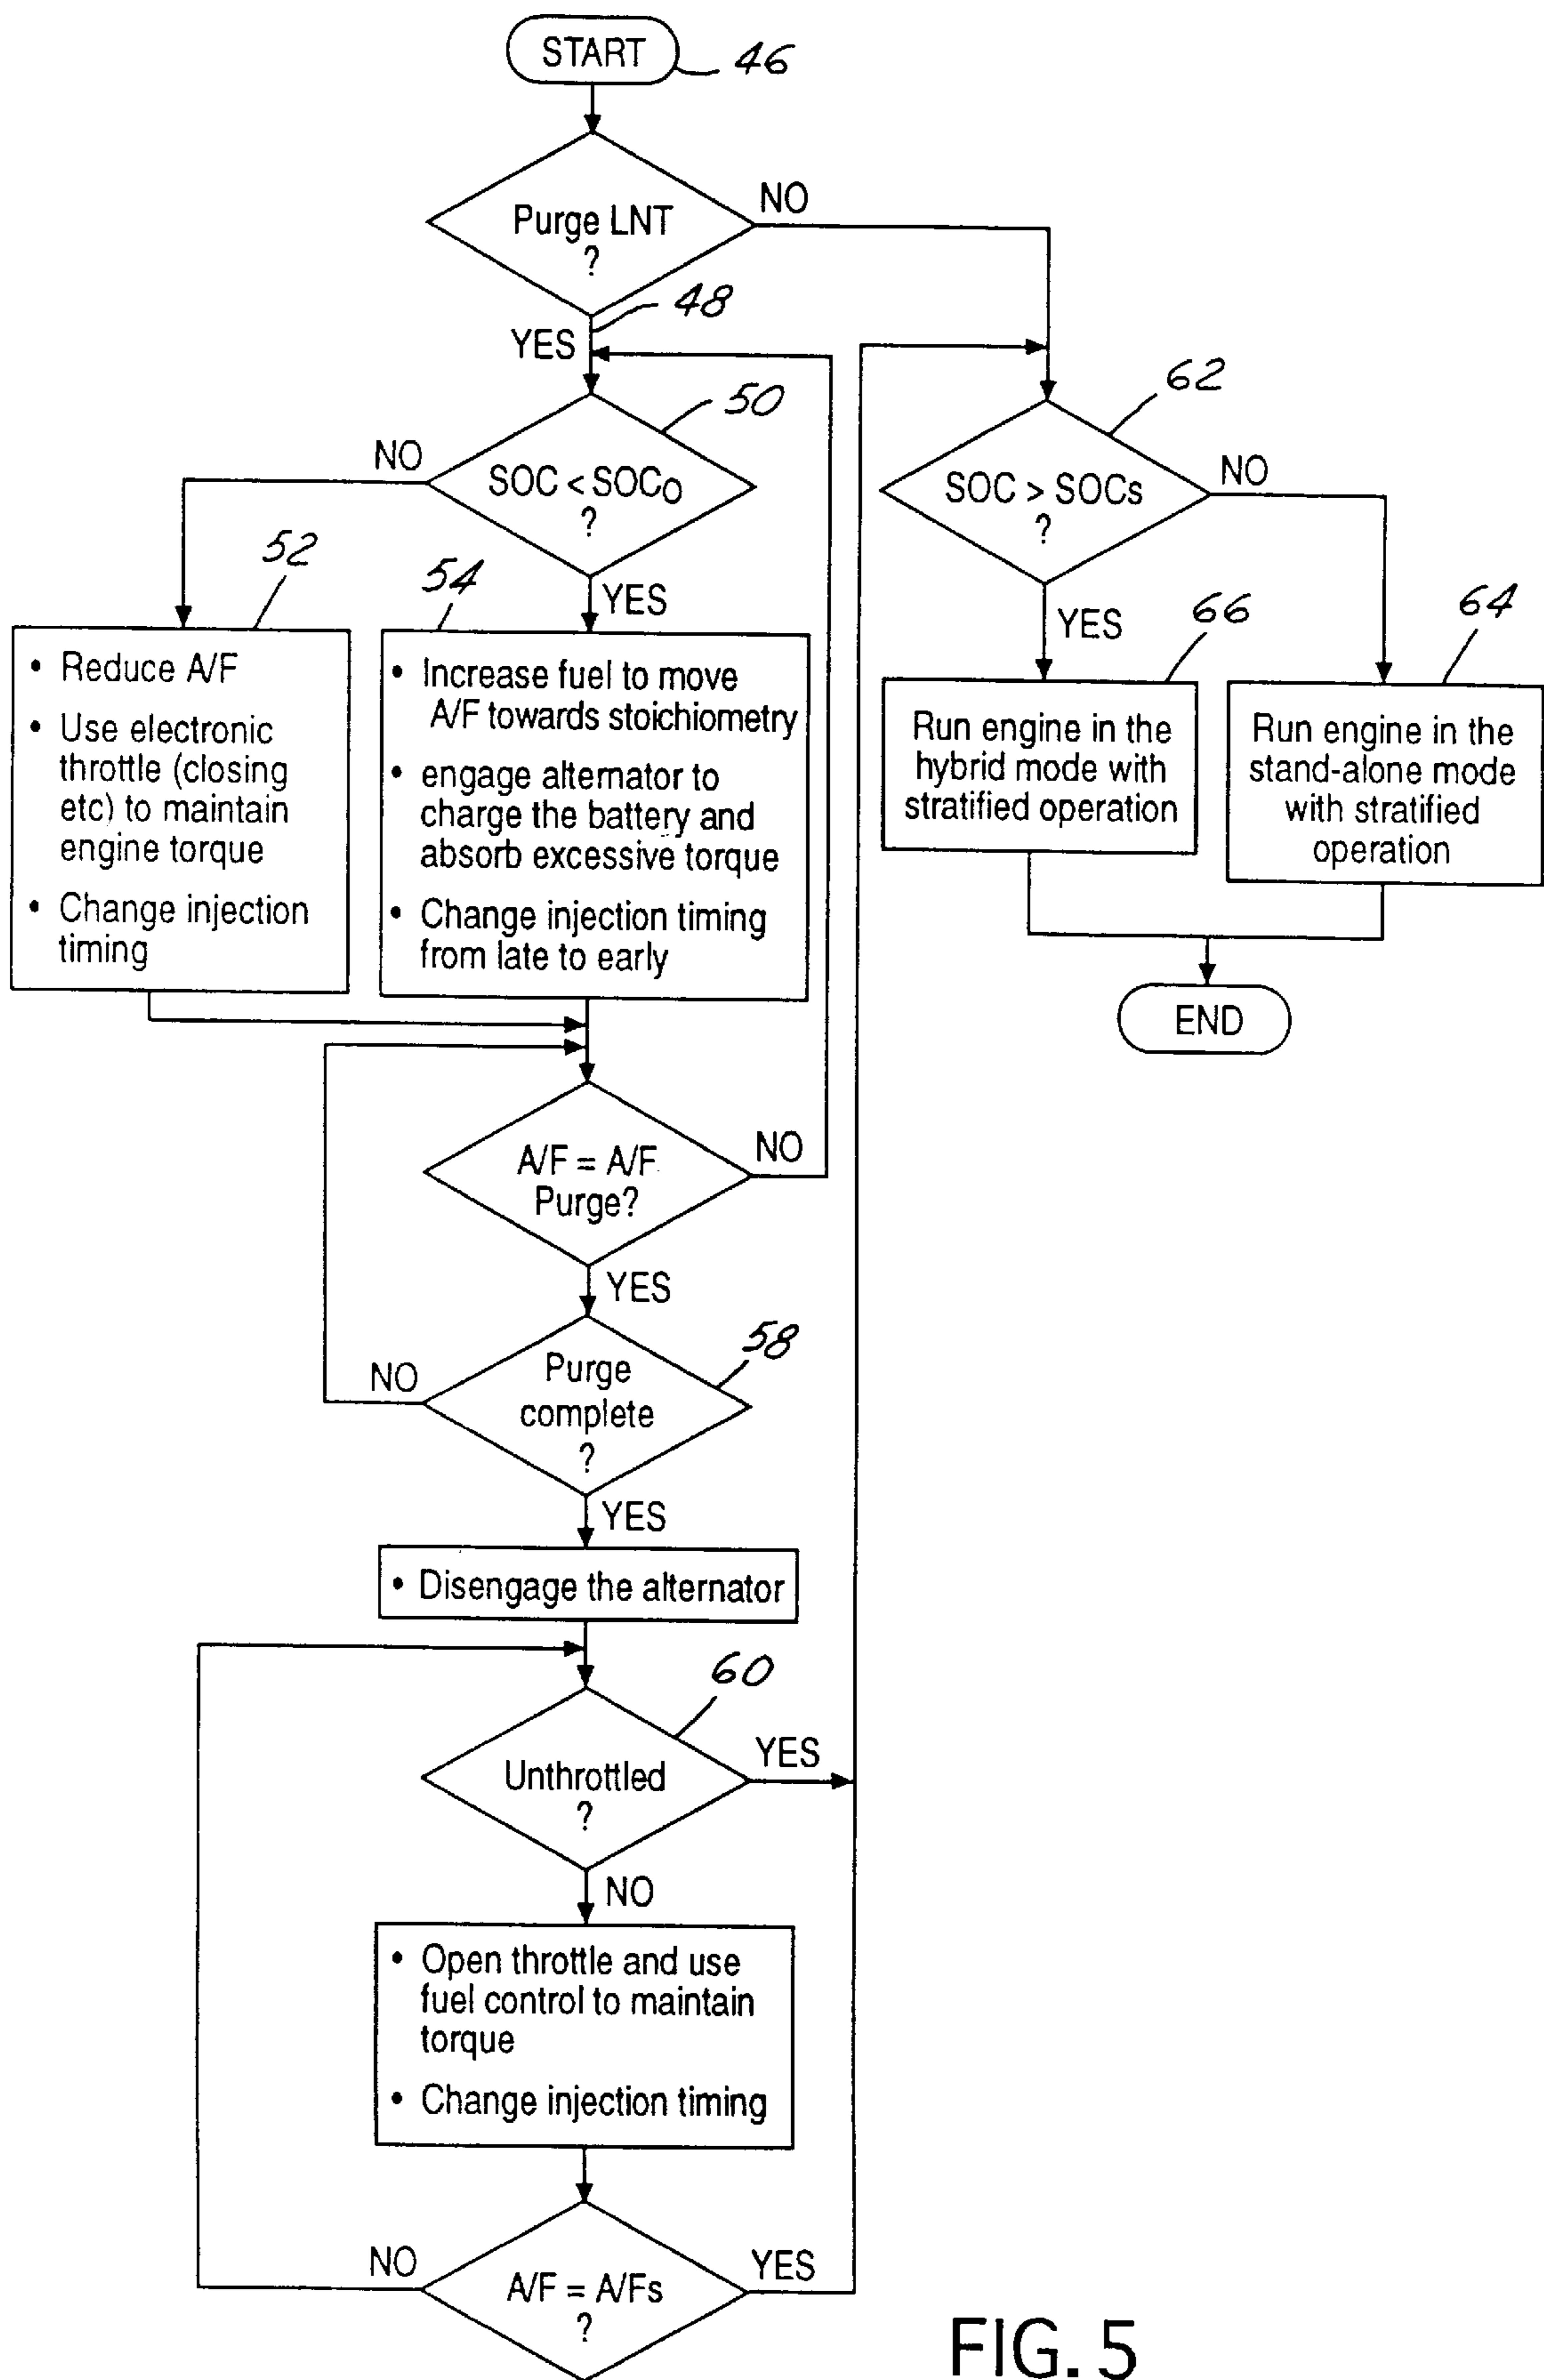 START
46
Purge LNT
?
NO
YES
48
SOC < SOCO
?
50
NO
YES
SOC > SOCs
?
62
NO
YES
52
• Reduce A/F
• Use electronic
throttle (closing
etc) to maintain
engine torque
• Change injection
timing
54
• Increase fuel to move
A/F towards stoichiometry
• engage alternator to
charge the battery and
absorb excessive torque
• Change injection timing
from late to early
66
Run engine in the
hybrid mode with
stratified operation
64
Run engine in the
stand-alone mode
with stratified
operation
END
A/F = A/F
Purge?
NO
YES
Purge
complete
?
58
NO
YES
• Disengage the alternator
60
Unthrottled
?
YES
NO
• Open throttle and use
fuel control to maintain
torque
• Change injection timing
A/F = A/Fs
?
NO
YES
FIG. 5